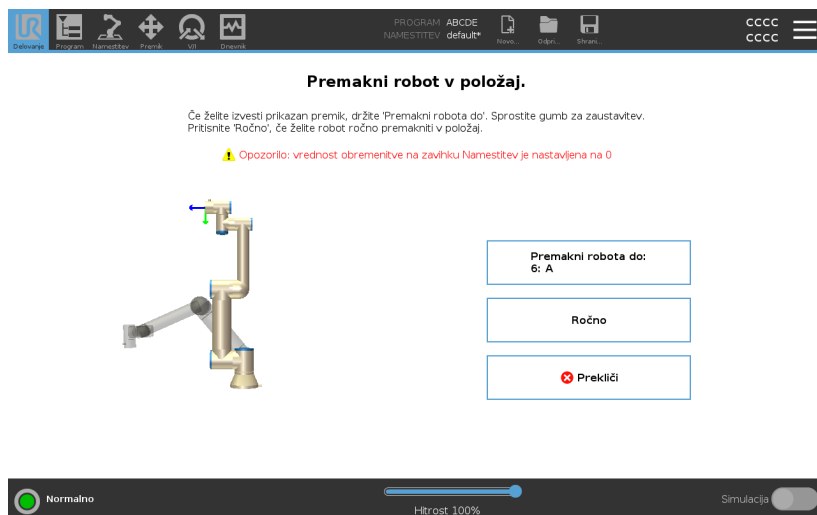 PROGRAM ABCDE
NAMESTITEV default*
CCCC
CCCC
Delovanje Program Namestitev Premik V/I Dnevnik Novo... Odpri... Shrani...
Premakni robot v položaj.
Če želite izvesti prikazan premik, držite 'Premakni robota do'. Sprostite gumb za zaustavitev.
Pritisnite 'Ročno', če želite robot ročno premakniti v položaj.
Opozorilo: vrednost obremenitve na zavihku Namestitev je nastavljena na 0
Premakni robota do:
6: A
Ročno
Prekliči
Normalno
Hitrost 100%
Simulacija